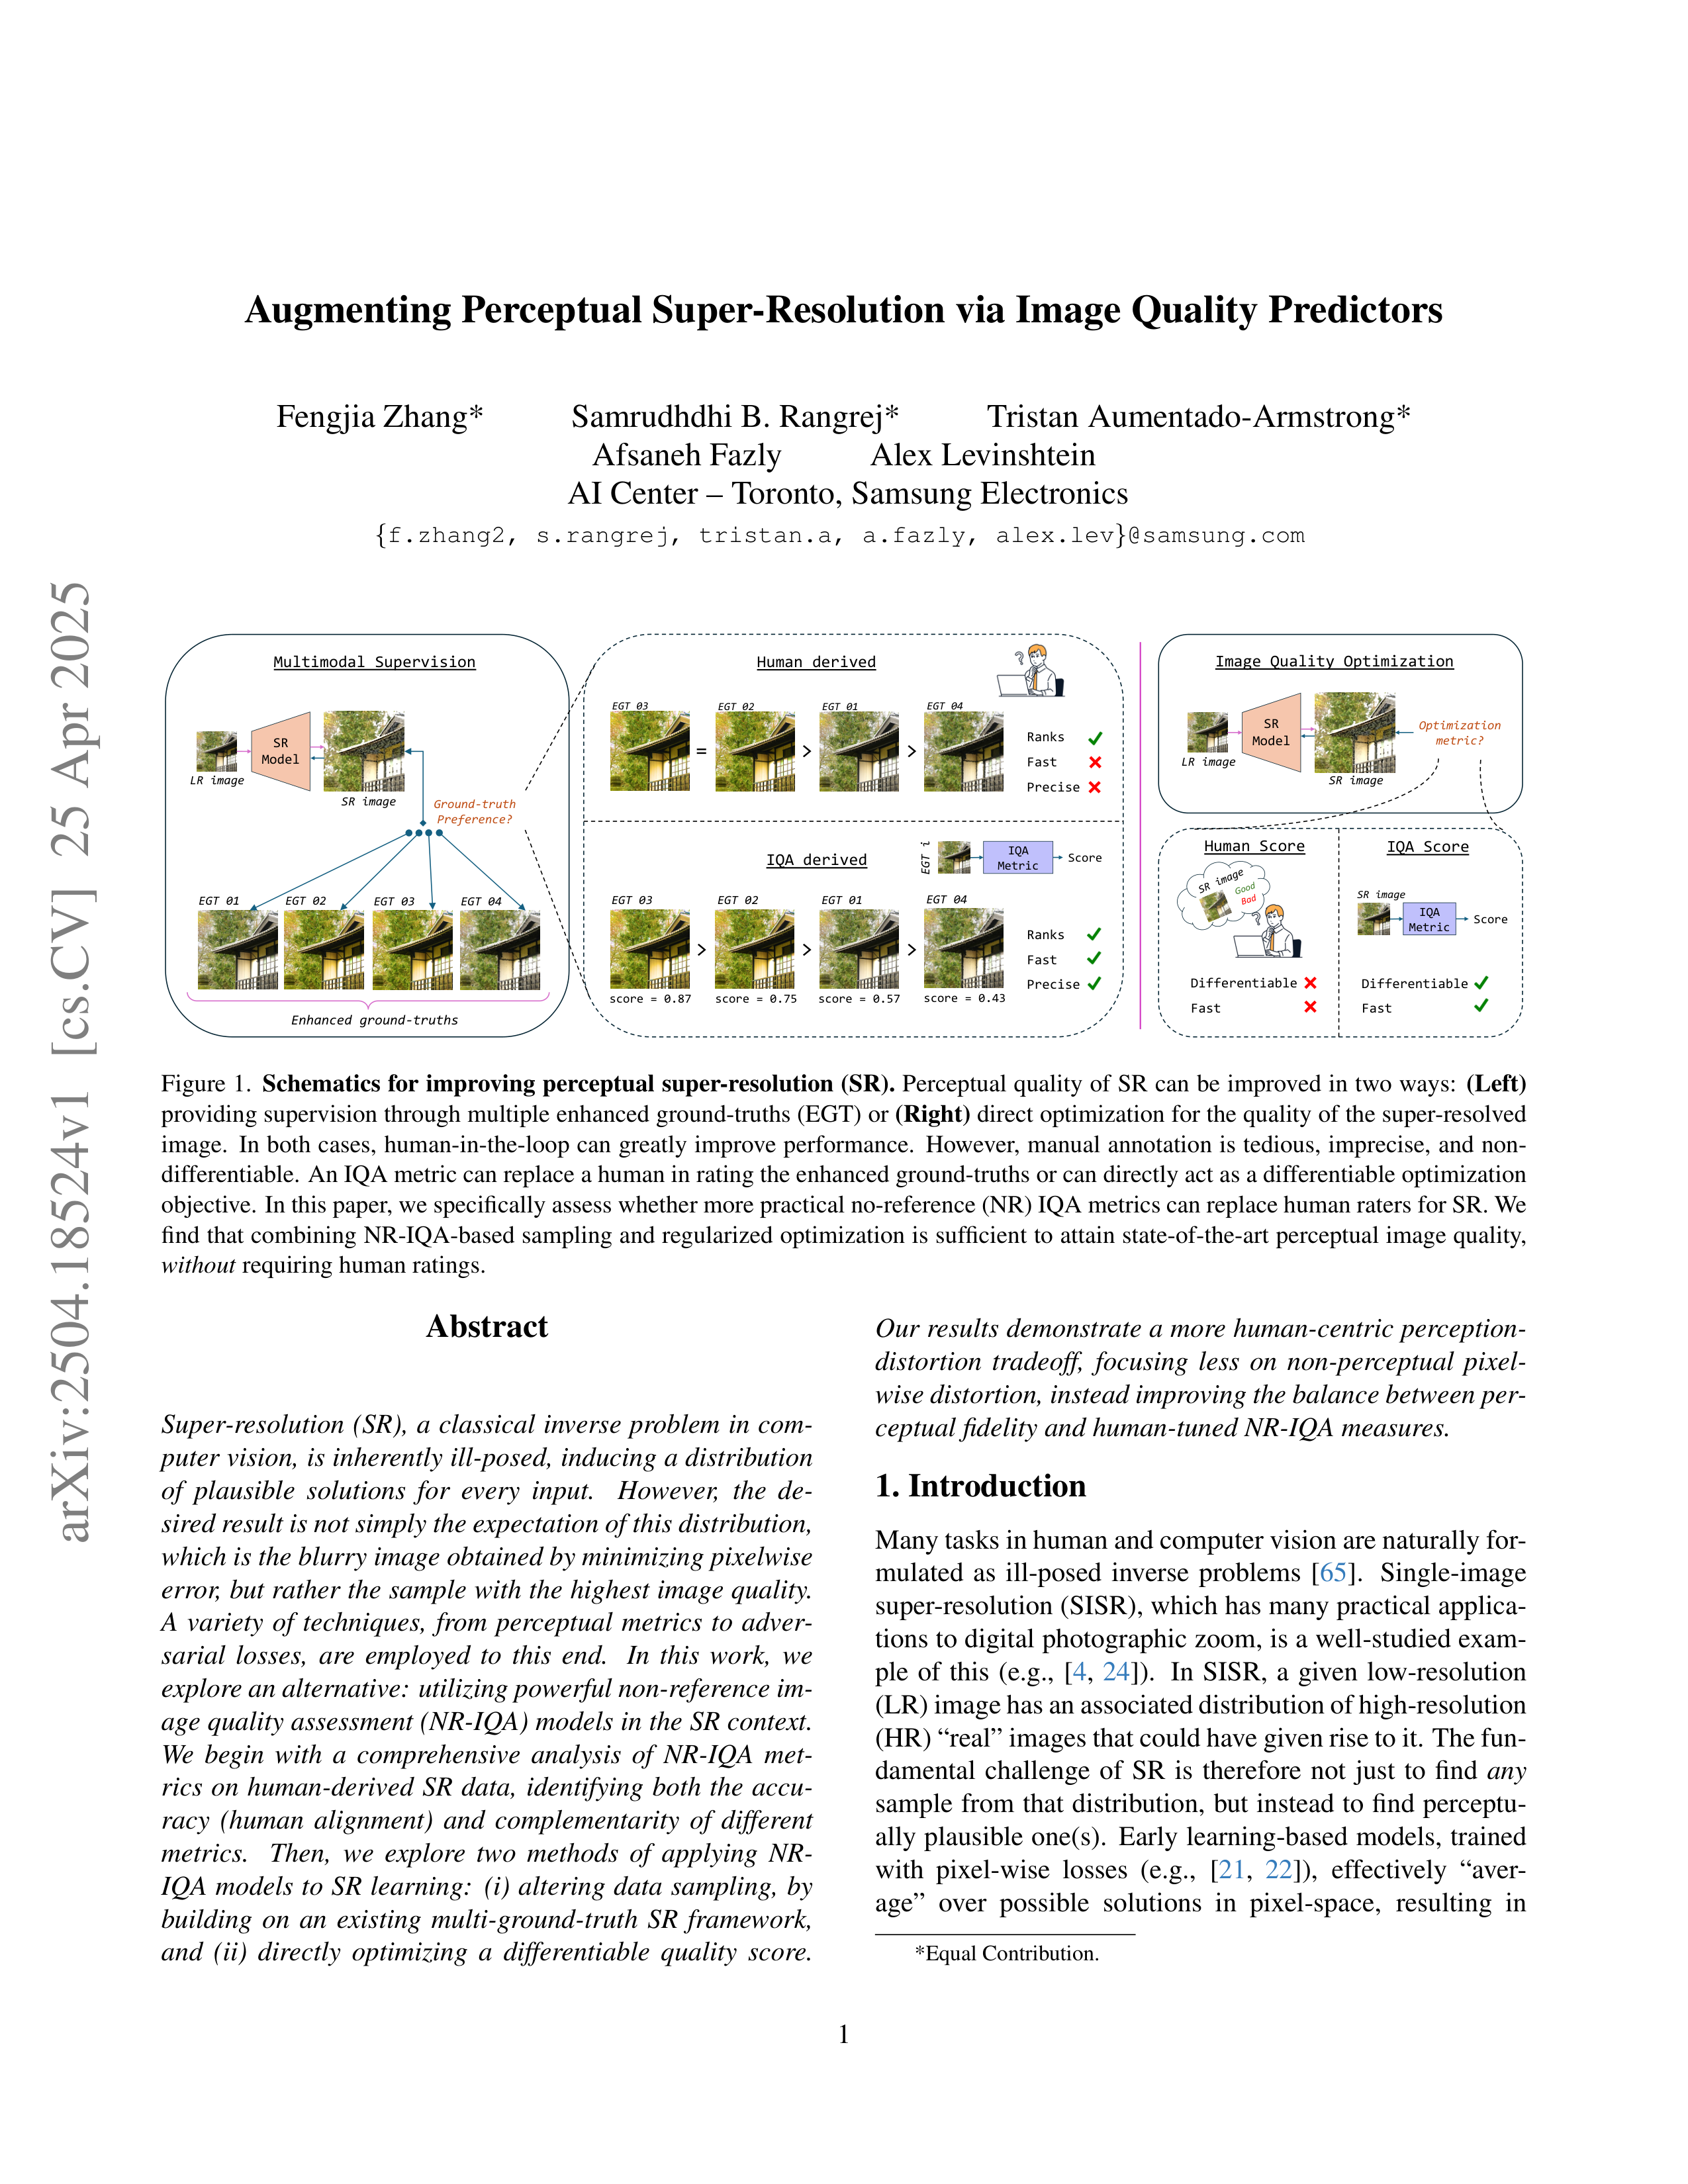 arXiv:2504.18524v1 [cs.CV] 25 Apr 2025
Augmenting Perceptual Super-Resolution via Image Quality Predictors
Fengjia Zhang* Samrudhdhi B. Rangrej* Tristan Aumentado-Armstrong*
Afsaneh Fazly Alex Levinshtein
AI Center – Toronto, Samsung Electronics
{f.zhang2, s.rangrej, tristan.a, a.fazly, alex.lev}@samsung.com
Multimodal Supervision
SR
Model
LR image
SR image
Ground-truth
Preference?
EGT 01 EGT 02 EGT 03 EGT 04
Enhanced ground-truths
Human derived
?
EGT 03 EGT 02 EGT 01 EGT 04
= > >
Ranks
Fast
Precise
IQA derived
EGT i
IQA
Metric
Score
EGT 03 EGT 02 EGT 01 EGT 04
> > >
score = 0.87 score = 0.75 score = 0.57 score = 0.43
Ranks
Fast
Precise
Image Quality Optimization
SR
Model
LR image
SR image
Optimization
metric?
Human Score
SR image
Good
Bad
?
Differentiable
Fast
IQA Score
SR image
IQA
Metric
Score
Differentiable
Fast
Figure 1. Schematics for improving perceptual super-resolution (SR). Perceptual quality of SR can be improved in two ways: (Left)
providing supervision through multiple enhanced ground-truths (EGT) or (Right) direct optimization for the quality of the super-resolved
image. In both cases, human-in-the-loop can greatly improve performance. However, manual annotation is tedious, imprecise, and non-
differentiable. An IQA metric can replace a human in rating the enhanced ground-truths or can directly act as a differentiable optimization
objective. In this paper, we specifically assess whether more practical no-reference (NR) IQA metrics can replace human raters for SR. We
find that combining NR-IQA-based sampling and regularized optimization is sufficient to attain state-of-the-art perceptual image quality,
without requiring human ratings.
Abstract
Super-resolution (SR), a classical inverse problem in com-
puter vision, is inherently ill-posed, inducing a distribution
of plausible solutions for every input. However, the de-
sired result is not simply the expectation of this distribution,
which is the blurry image obtained by minimizing pixelwise
error, but rather the sample with the highest image quality.
A variety of techniques, from perceptual metrics to adver-
sarial losses, are employed to this end. In this work, we
explore an alternative: utilizing powerful non-reference im-
age quality assessment (NR-IQA) models in the SR context.
We begin with a comprehensive analysis of NR-IQA met-
rics on human-derived SR data, identifying both the accu-
racy (human alignment) and complementarity of different
metrics. Then, we explore two methods of applying NR-
IQA models to SR learning: (i) altering data sampling, by
building on an existing multi-ground-truth SR framework,
and (ii) directly optimizing a differentiable quality score.
Our results demonstrate a more human-centric perception-
distortion tradeoff, focusing less on non-perceptual pixel-
wise distortion, instead improving the balance between per-
ceptual fidelity and human-tuned NR-IQA measures.
1. Introduction
Many tasks in human and computer vision are naturally for-
mulated as ill-posed inverse problems [65]. Single-image
super-resolution (SISR), which has many practical applica-
tions to digital photographic zoom, is a well-studied exam-
ple of this (e.g., [4, 24]). In SISR, a given low-resolution
(LR) image has an associated distribution of high-resolution
(HR) “real” images that could have given rise to it. The fun-
damental challenge of SR is therefore not just to find any
sample from that distribution, but instead to find perceptu-
ally plausible one(s). Early learning-based models, trained
with pixel-wise losses (e.g., [21, 22]), effectively “aver-
age” over possible solutions in pixel-space, resulting in
*Equal Contribution.
1